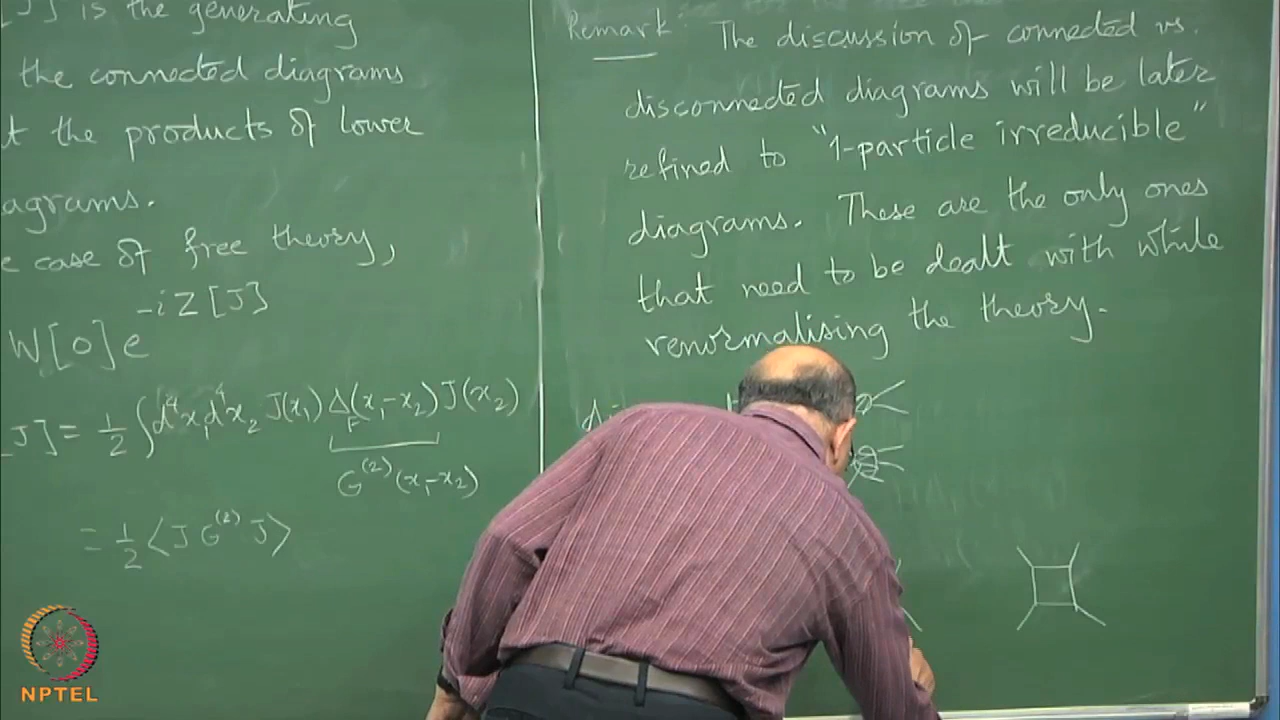 J] is the generating
the connected diagrams
t the products of lower
agrams.
e case of free theory,
W[0] e^{-iZ[J]}
J] = 1/2 ∫d⁴x₁d⁴x₂ J(x₁) Δ_F(x₁-x₂) J(x₂)
G^{(2)}(x₁-x₂)
= 1/2 ⟨J G^{(2)} J⟩
Remark: The discussion of connected vs.
disconnected diagrams will be later
refined to "1-particle irreducible"
diagrams. These are the only ones
that need to be dealt with while
renormalising the theory.
NPTEL